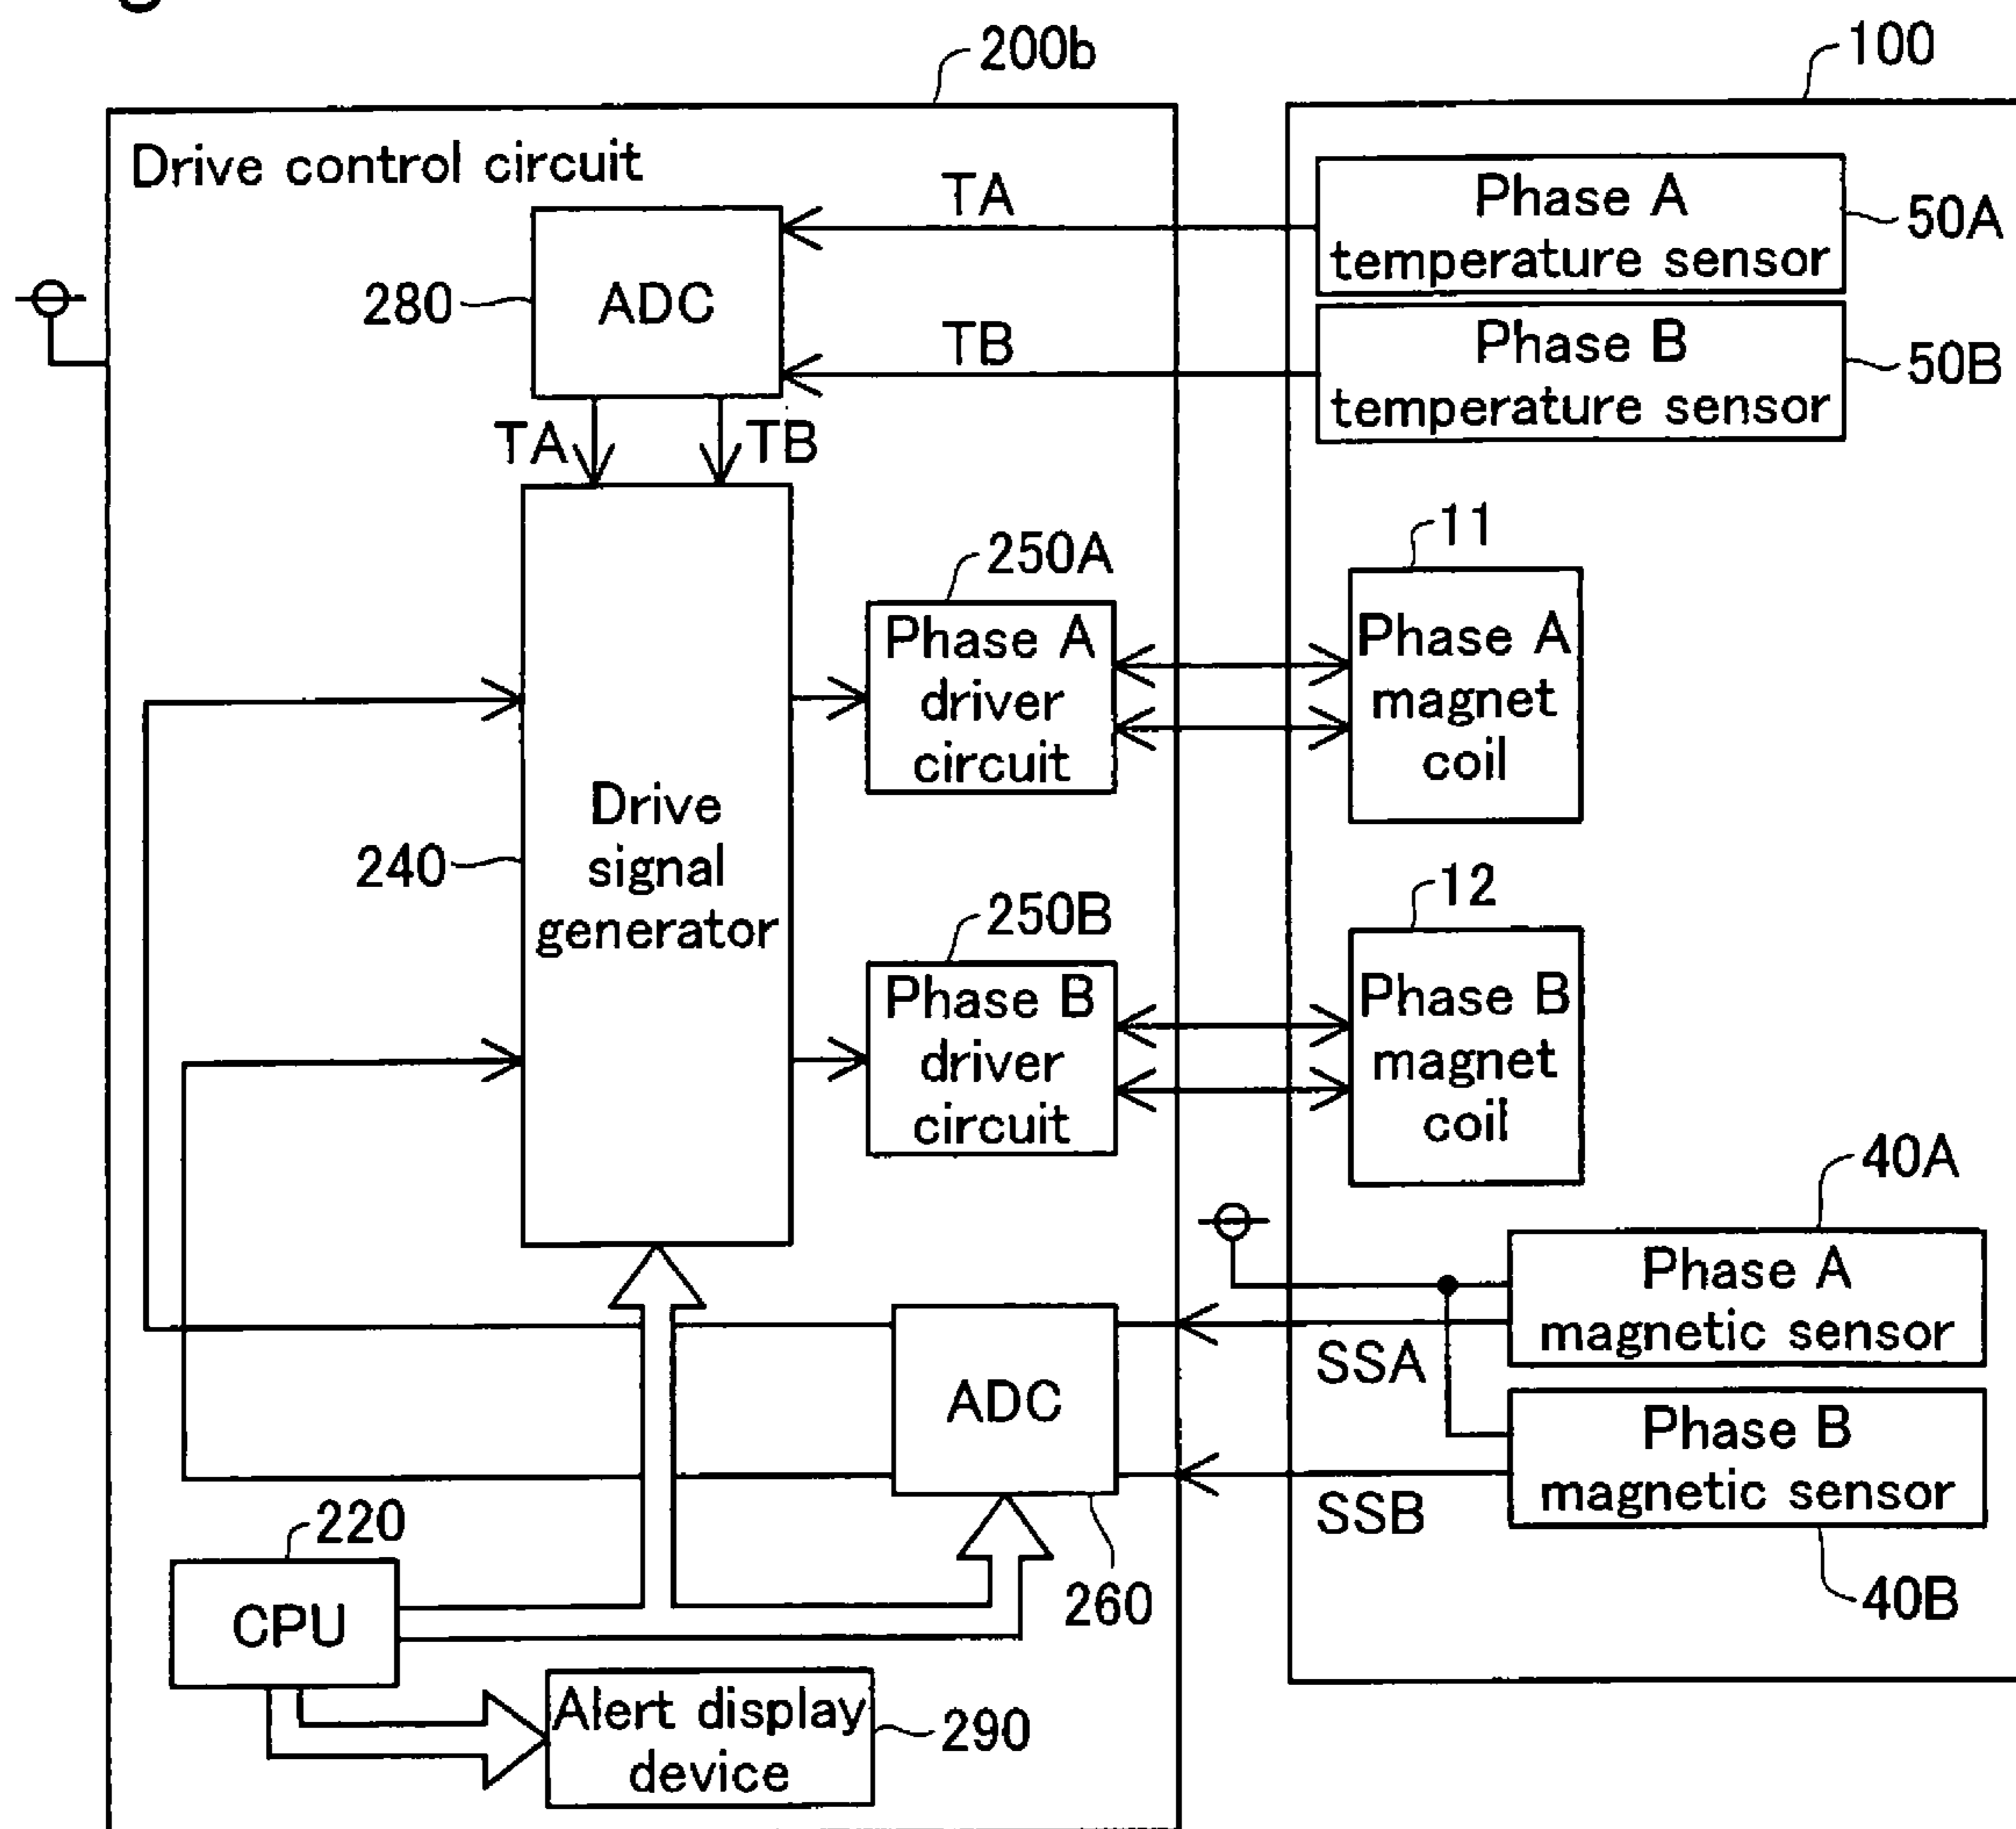 200b
100
Drive control circuit
TA
Phase A
temperature sensor
50A
280
ADC
TB
Phase B
temperature sensor
50B
TA
TB
11
250A
Phase A
driver
circuit
Phase A
magnet
coil
Drive
signal
generator
240
12
250B
Phase B
driver
circuit
Phase B
magnet
coil
40A
Phase A
magnetic sensor
SSA
ADC
Phase B
magnetic sensor
SSB
220
260
40B
CPU
Alert display
device
290